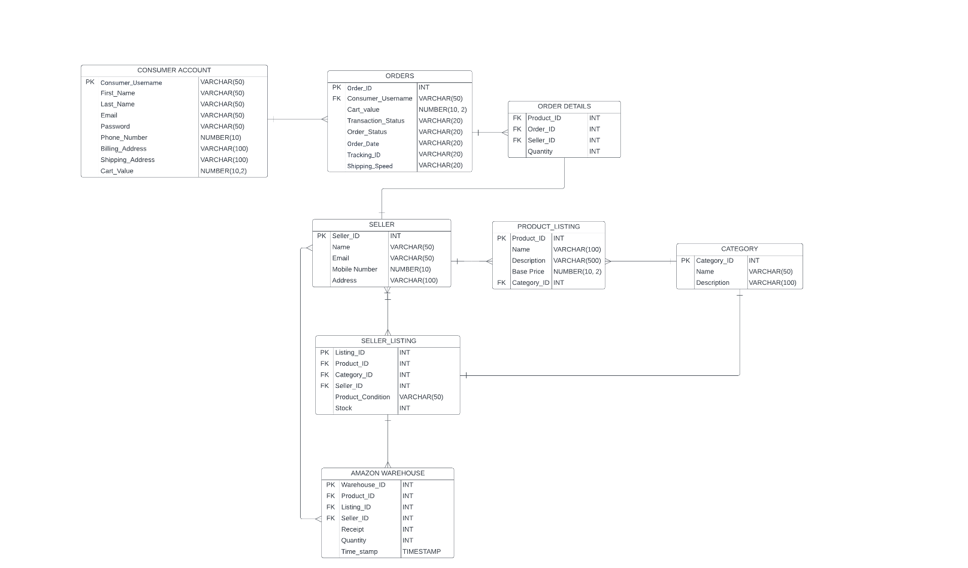 CONSUMER ACCOUNT
PK Consumer_Username VARCHAR(50)
First_Name VARCHAR(50)
Last_Name VARCHAR(50)
Email VARCHAR(50)
Password VARCHAR(50)
Phone_Number NUMBER(10)
Billing_Address VARCHAR(100)
Shipping_Address VARCHAR(100)
Cart_Value NUMBER(10,2)
ORDERS
PK Order_ID INT
FK Consumer_Username VARCHAR(50)
Cart_value NUMBER(10, 2)
Transaction_Status VARCHAR(20)
Order_Status VARCHAR(20)
Order_Date VARCHAR(20)
Tracking_ID VARCHAR(20)
Shipping_Speed VARCHAR(20)
ORDER DETAILS
FK Product_ID INT
FK Order_ID INT
FK Seller_ID INT
Quantity INT
SELLER
PK Seller_ID INT
Name VARCHAR(50)
Email VARCHAR(50)
Mobile Number NUMBER(10)
Address VARCHAR(100)
PRODUCT_LISTING
PK Product_ID INT
Name VARCHAR(100)
Description VARCHAR(500)
Base Price NUMBER(10, 2)
FK Category_ID INT
CATEGORY
PK Category_ID INT
Name VARCHAR(50)
Description VARCHAR(100)
SELLER_LISTING
PK Listing_ID INT
FK Product_ID INT
FK Category_ID INT
FK Seller_ID INT
Product_Condition VARCHAR(50)
Stock INT
AMAZON WAREHOUSE
PK Warehouse_ID INT
FK Product_ID INT
FK Listing_ID INT
FK Seller_ID INT
Receipt INT
Quantity INT
Time_stamp TIMESTAMP